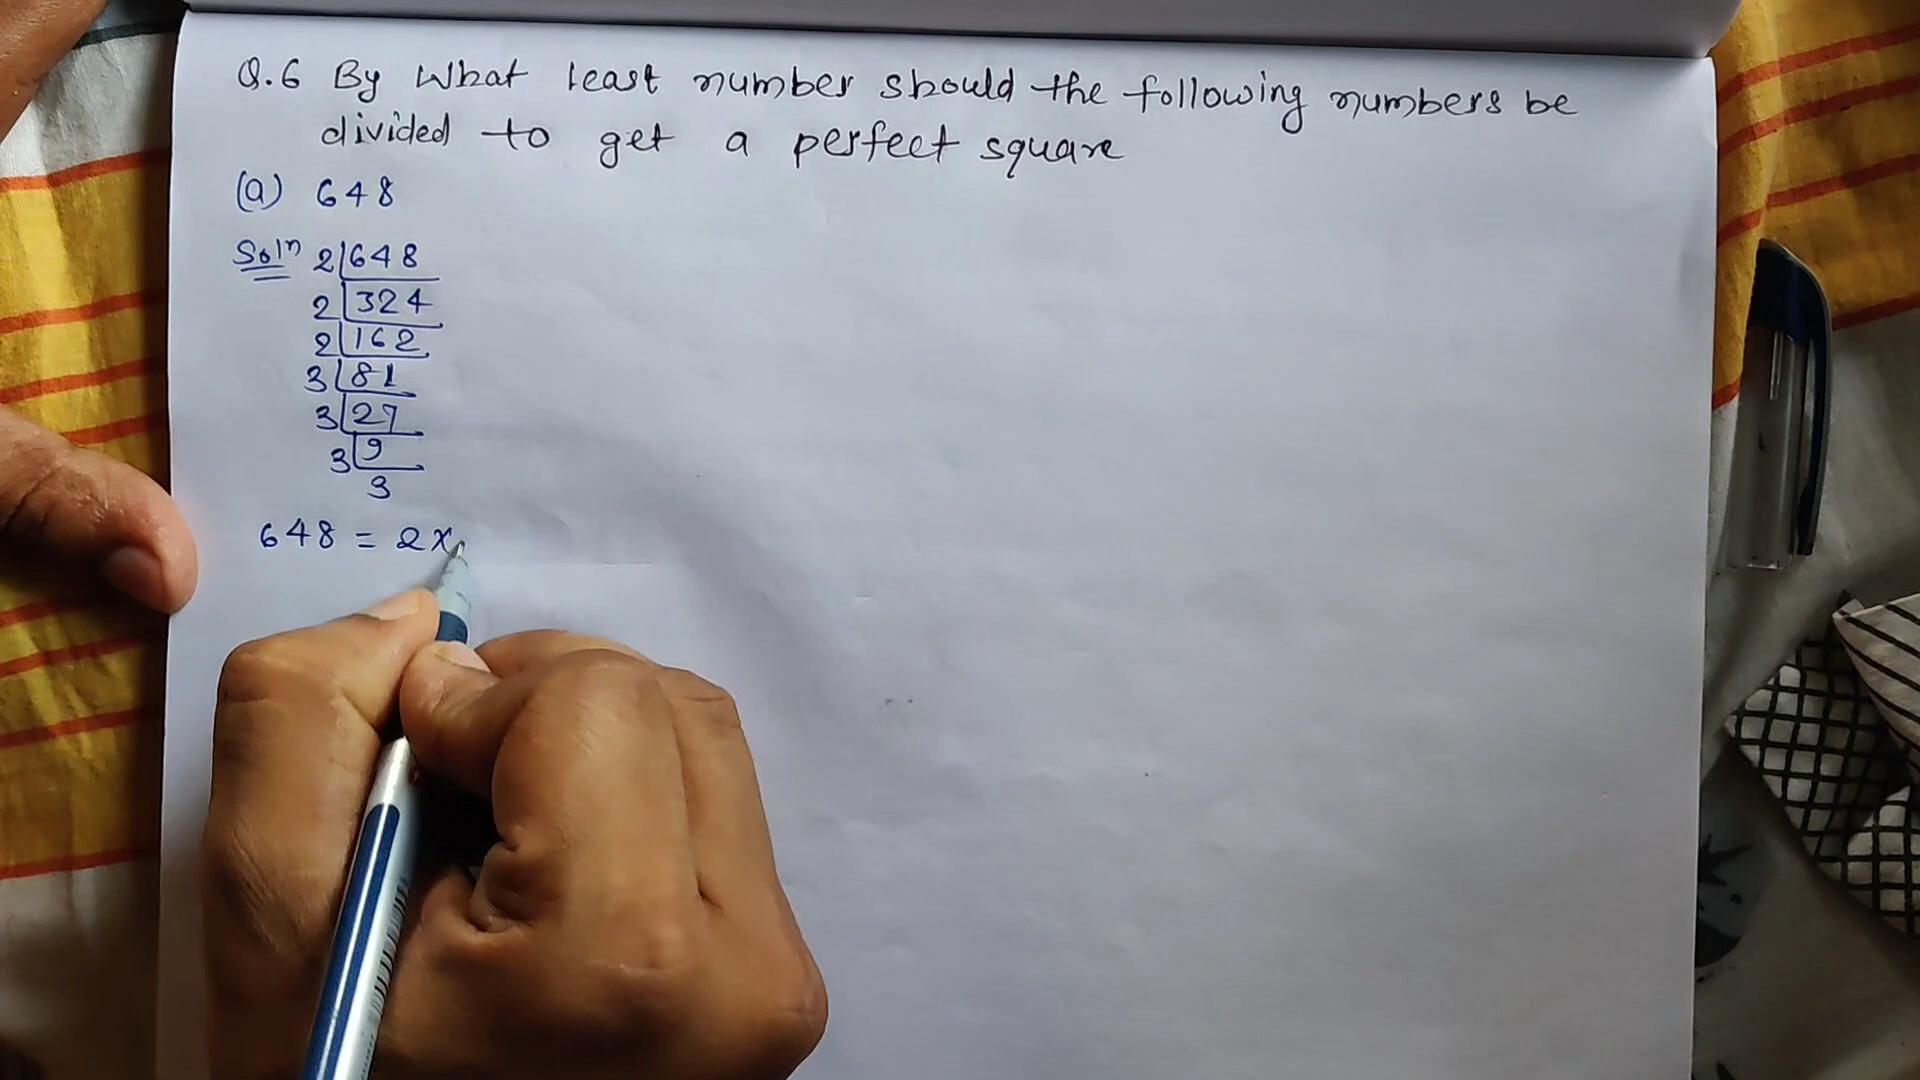 Q.6 By What least number should the following numbers be
divided to get a perfect square
(a) 648
Solⁿ 2|648
2|324
2|162
3|81
3|27
3|9
3
648 = 2x